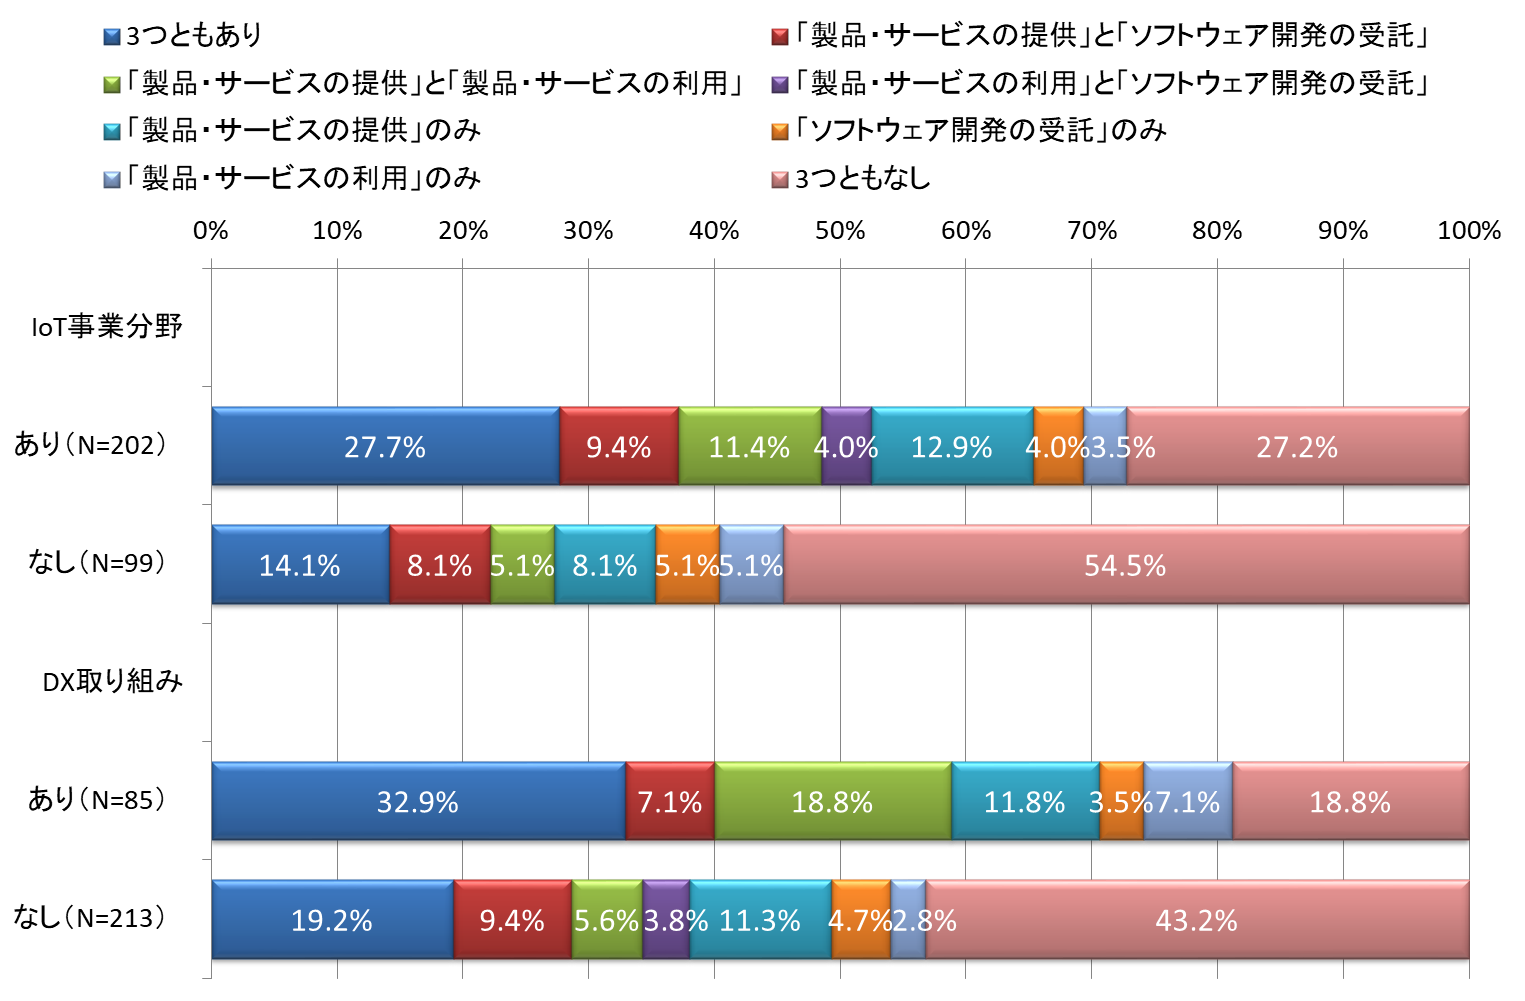 3つともあり
「製品・サービスの提供」と「ソフトウェア開発の受託」
「製品・サービスの提供」と「製品・サービスの利用」
「製品・サービスの利用」と「ソフトウェア開発の受託」
「製品・サービスの提供」のみ
「ソフトウェア開発の受託」のみ
「製品・サービスの利用」のみ
3つともなし
0% 10% 20% 30% 40% 50% 60% 70% 80% 90% 100%
IoT事業分野
あり（N=202） 27.7% 9.4% 11.4% 4.0% 12.9% 4.0% 3.5% 27.2%
なし（N=99） 14.1% 8.1% 5.1% 8.1% 5.1% 5.1% 54.5%
DX取り組み
あり（N=85） 32.9% 7.1% 18.8% 11.8% 3.5% 7.1% 18.8%
なし（N=213） 19.2% 9.4% 5.6% 3.8% 11.3% 4.7% 2.8% 43.2%